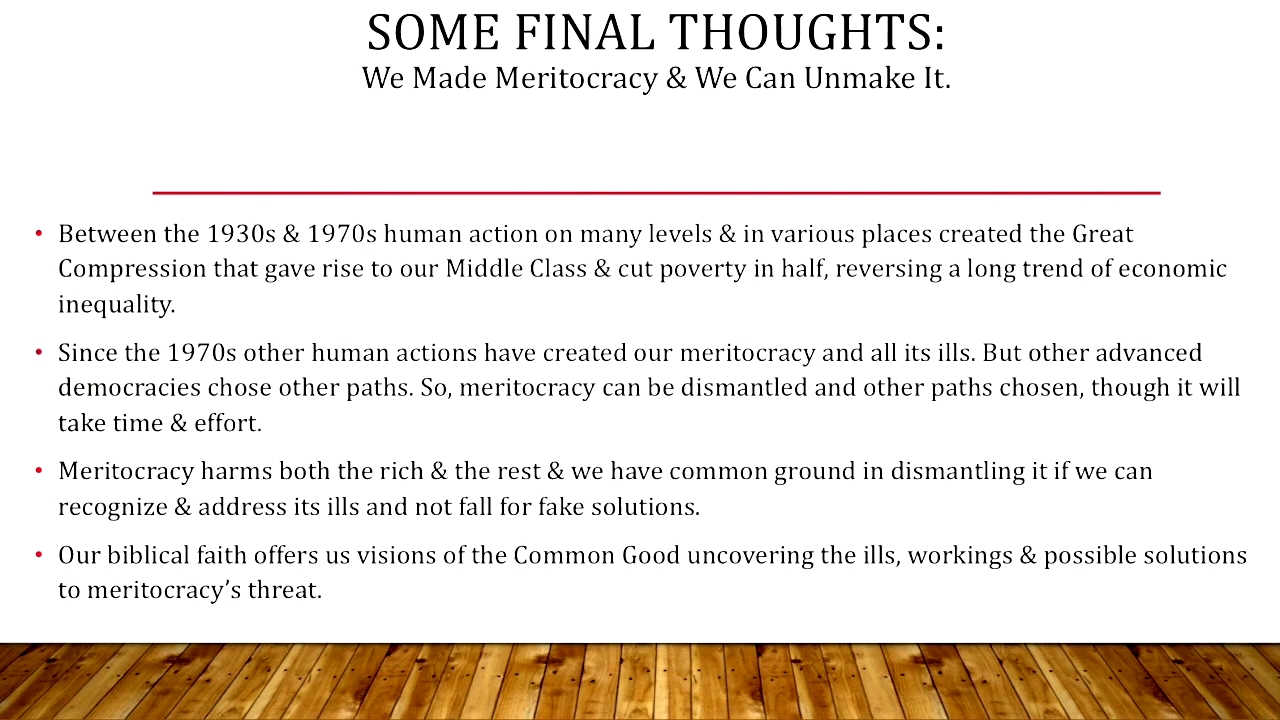 SOME FINAL THOUGHTS:
We Made Meritocracy & We Can Unmake It.
• Between the 1930s & 1970s human action on many levels & in various places created the Great
Compression that gave rise to our Middle Class & cut poverty in half, reversing a long trend of economic
inequality.
• Since the 1970s other human actions have created our meritocracy and all its ills. But other advanced
democracies chose other paths. So, meritocracy can be dismantled and other paths chosen, though it will
take time & effort.
• Meritocracy harms both the rich & the rest & we have common ground in dismantling it if we can
recognize & address its ills and not fall for fake solutions.
• Our biblical faith offers us visions of the Common Good uncovering the ills, workings & possible solutions
to meritocracy’s threat.